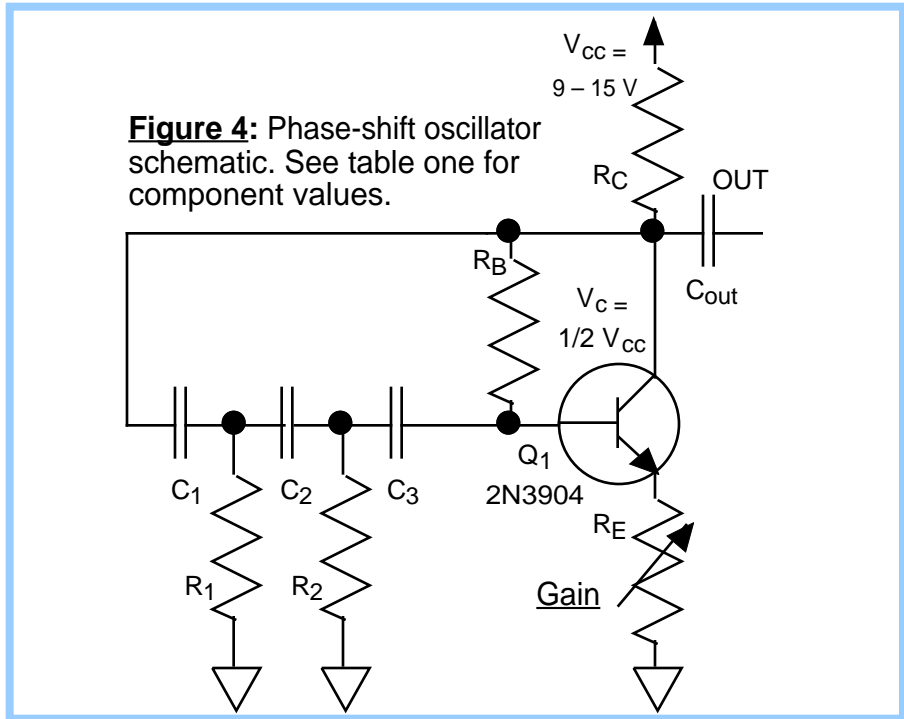 V_CC =
9 – 15 V
Figure 4: Phase-shift oscillator
schematic. See table one for
component values.
R_C
OUT
R_B
C_out
V_C =
1/2 V_CC
Q_1
2N3904
C_1
C_2
C_3
R_E
R_1
R_2
Gain